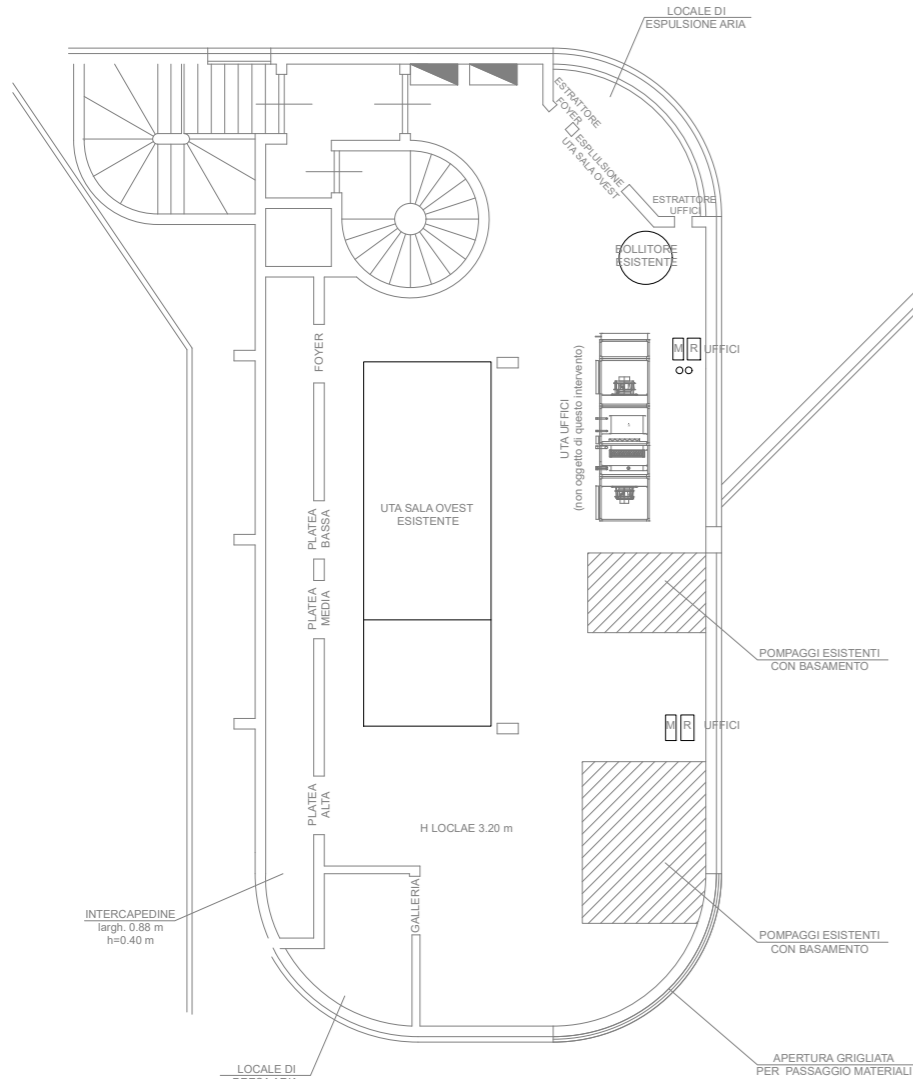 LOCALE DI
ESPULSIONE ARIA
ESTRATTORE
FOYER
ESPLULSIONE
UTA SALA OVEST
ESTRATTORE
UFFICI
BOLLITORE
ESISTENTE
FOYER
M R UFFICI
UTA UFFICI
(non oggetto di questo intervento)
UTA SALA OVEST
ESISTENTE
PLATEA
BASSA
PLATEA
MEDIA
POMPAGGI ESISTENTI
CON BASAMENTO
M R UFFICI
PLATEA
ALTA
H LOCLAE 3.20 m
GALLERIA
INTERCAPEDINE
largh. 0.88 m
h=0.40 m
POMPAGGI ESISTENTI
CON BASAMENTO
APERTURA GRIGLIATA
PER PASSAGGIO MATERIALI
LOCALE DI
PRESA ARIA